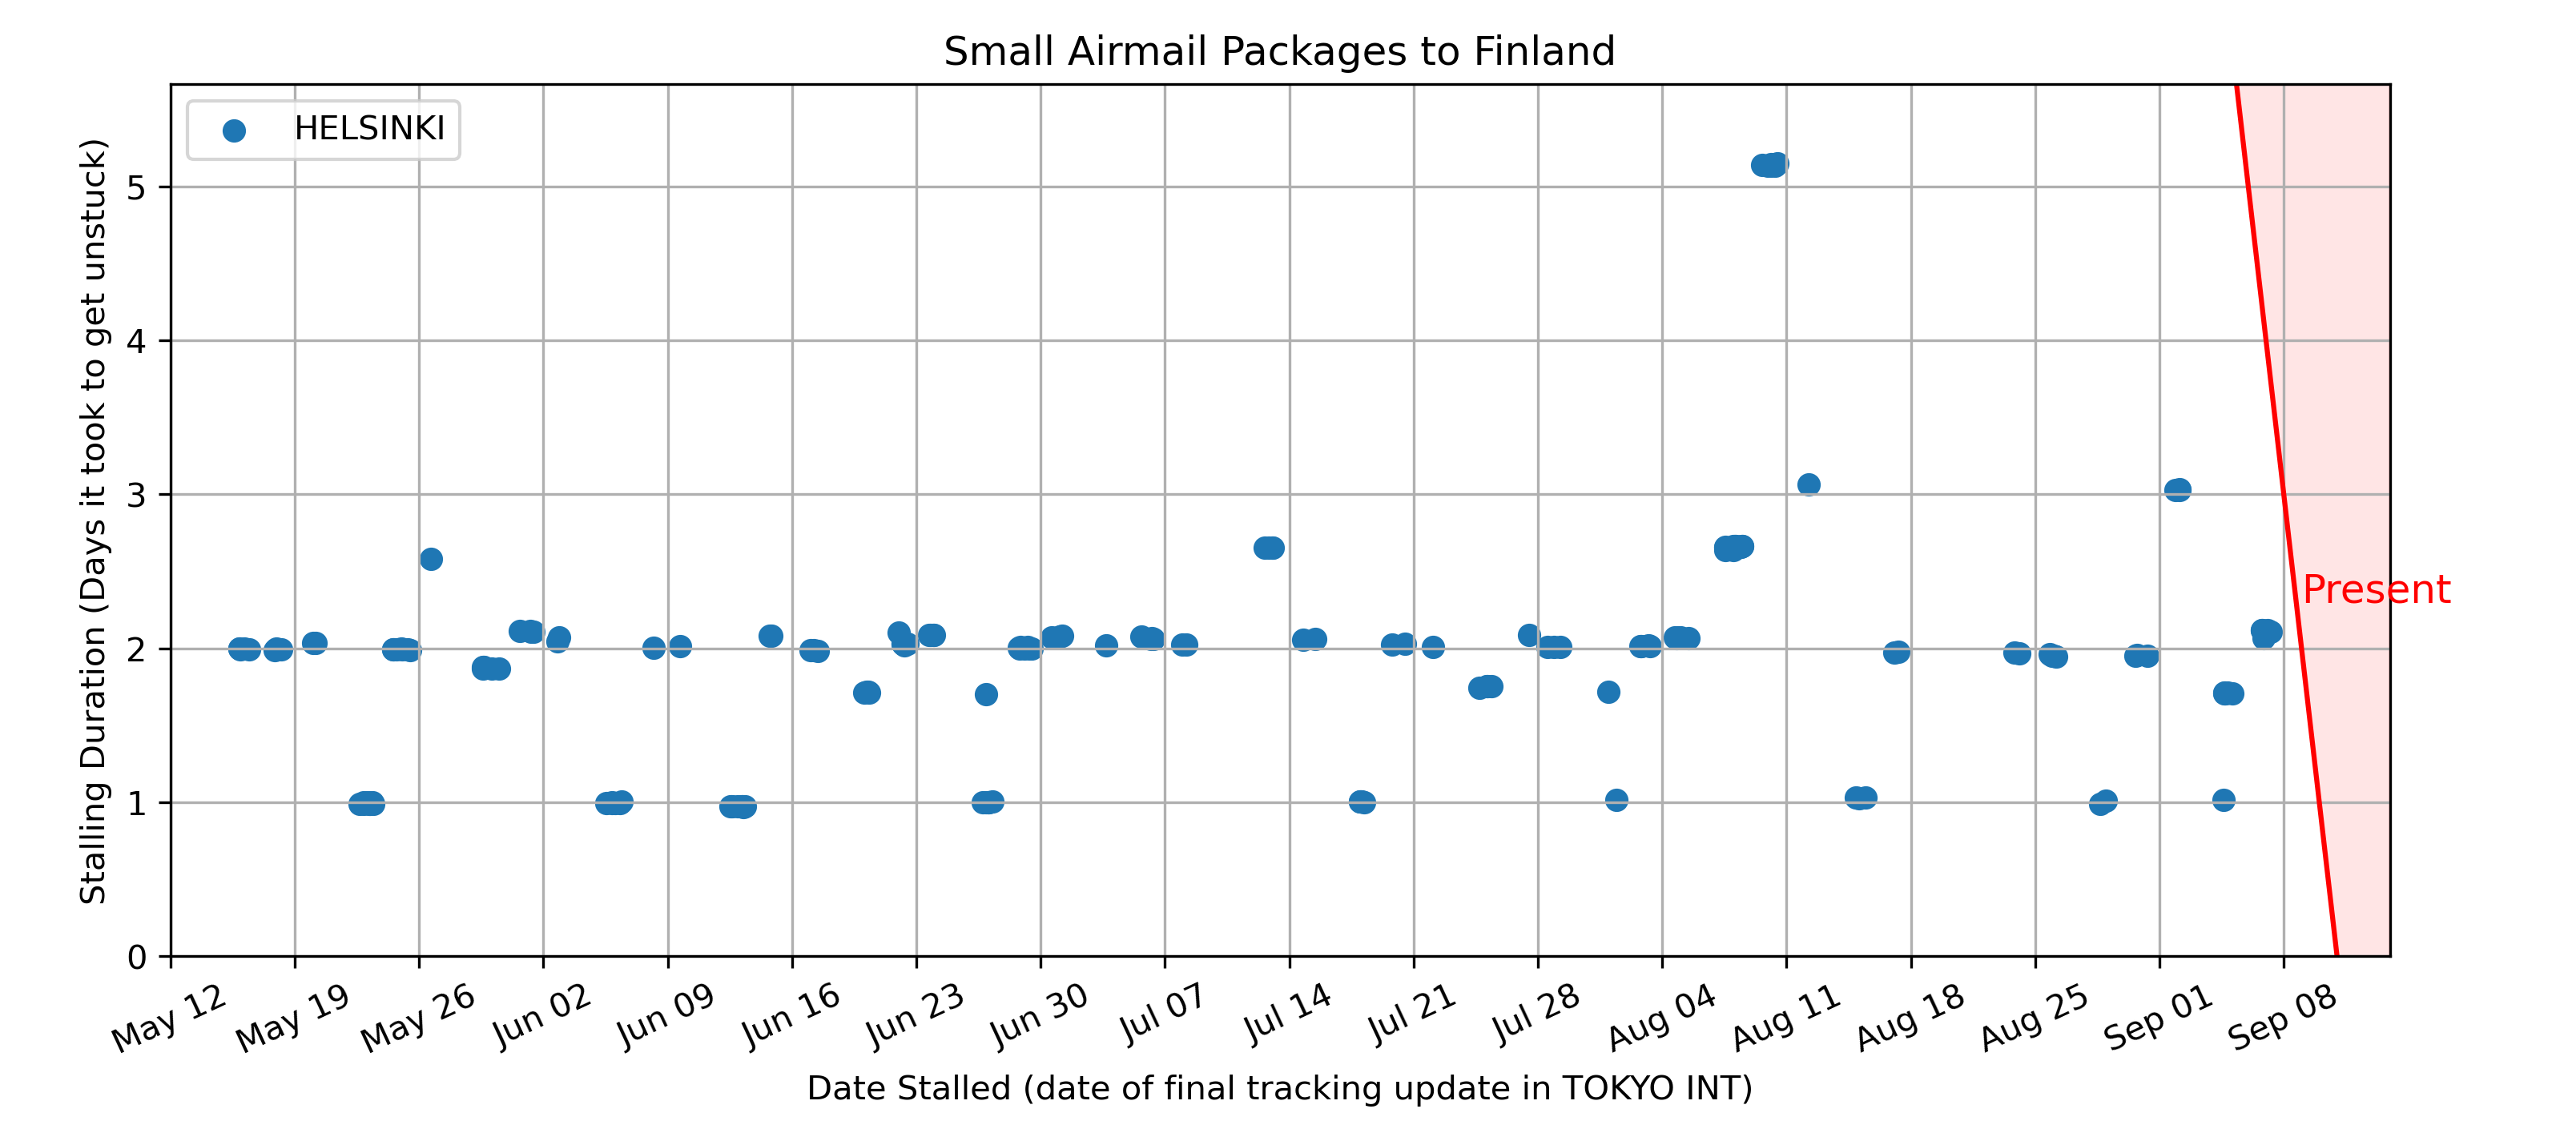 Small Airmail Packages to Finland
HELSINKI
Stalling Duration (Days it took to get unstuck)
5
4
3
2
1
0
Present
May 12
May 19
May 26
Jun 02
Jun 09
Jun 16
Jun 23
Jun 30
Jul 07
Jul 14
Jul 21
Jul 28
Aug 04
Aug 11
Aug 18
Aug 25
Sep 01
Sep 08
Date Stalled (date of final tracking update in TOKYO INT)